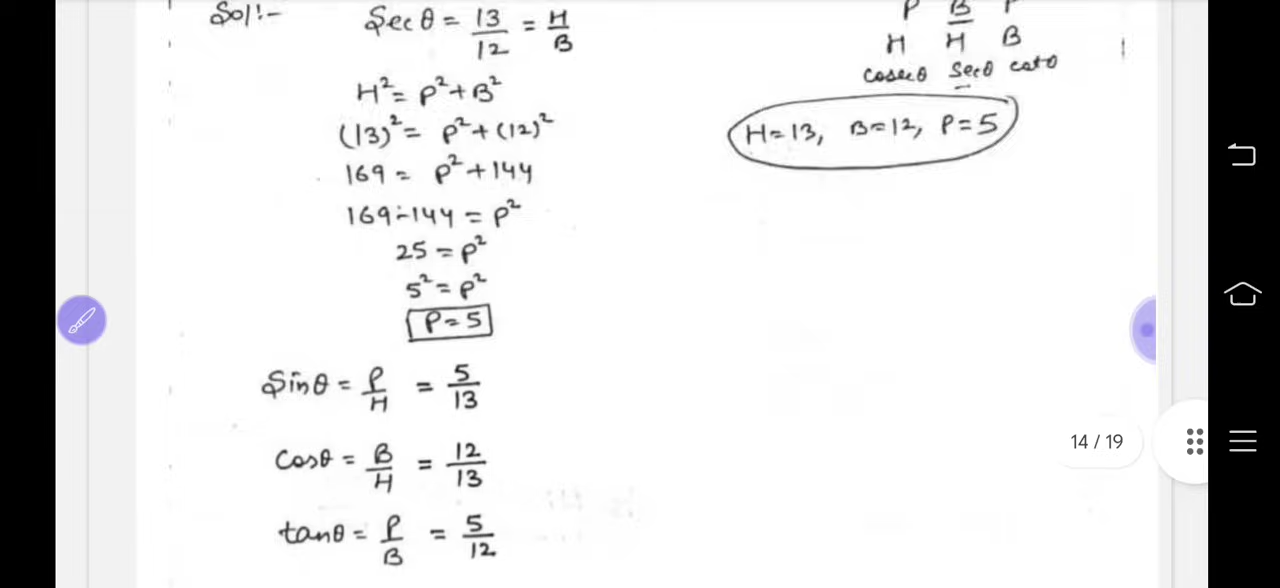 Sol:-
Secθ = 13/12 = H/B
P B P
H H B
cosecθ Secθ cotθ
H² = P² + B²
(13)² = P² + (12)²
H=13, B=12, P=5
169 = P² + 144
169 - 144 = P²
25 = P²
5² = P²
P = 5
Sinθ = P/H = 5/13
14 / 19
Cosθ = B/H = 12/13
tanθ = P/B = 5/12